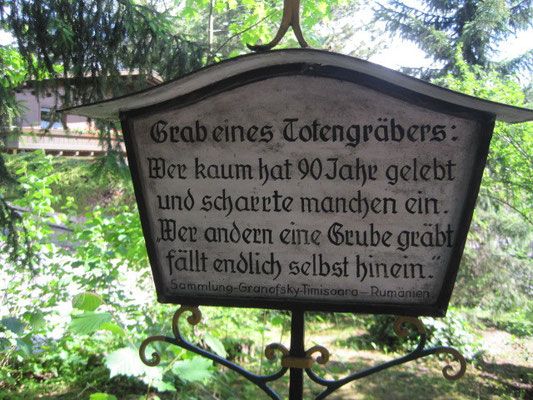 Grab eines Totengräbers:
Wer kaum hat 90 Jahr gelebt
und scharrte manchen ein.
„Wer andern eine Grube gräbt
fällt endlich selbst hinein.“
Sammlung-Granofsky-Timisoara-Rumänien